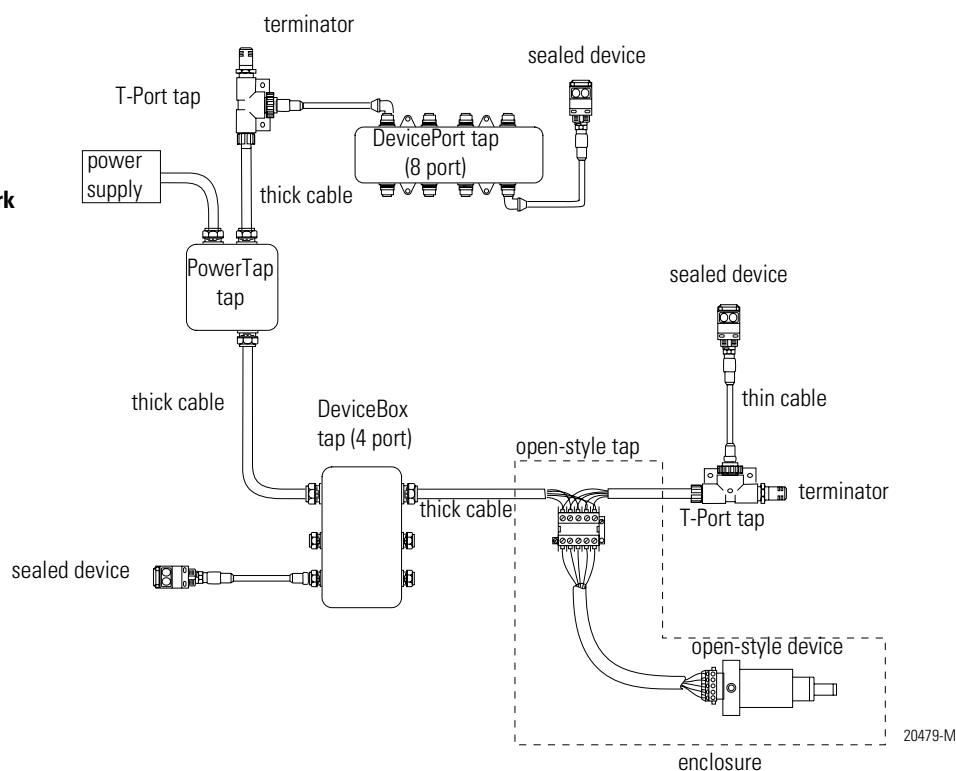 terminator
sealed device
T-Port tap
DevicePort tap
(8 port)
power
supply
rk
thick cable
PowerTap
tap
sealed device
thick cable
DeviceBox
tap (4 port)
thin cable
open-style tap
thick cable
terminator
T-Port tap
sealed device
open-style device
20479-M
enclosure